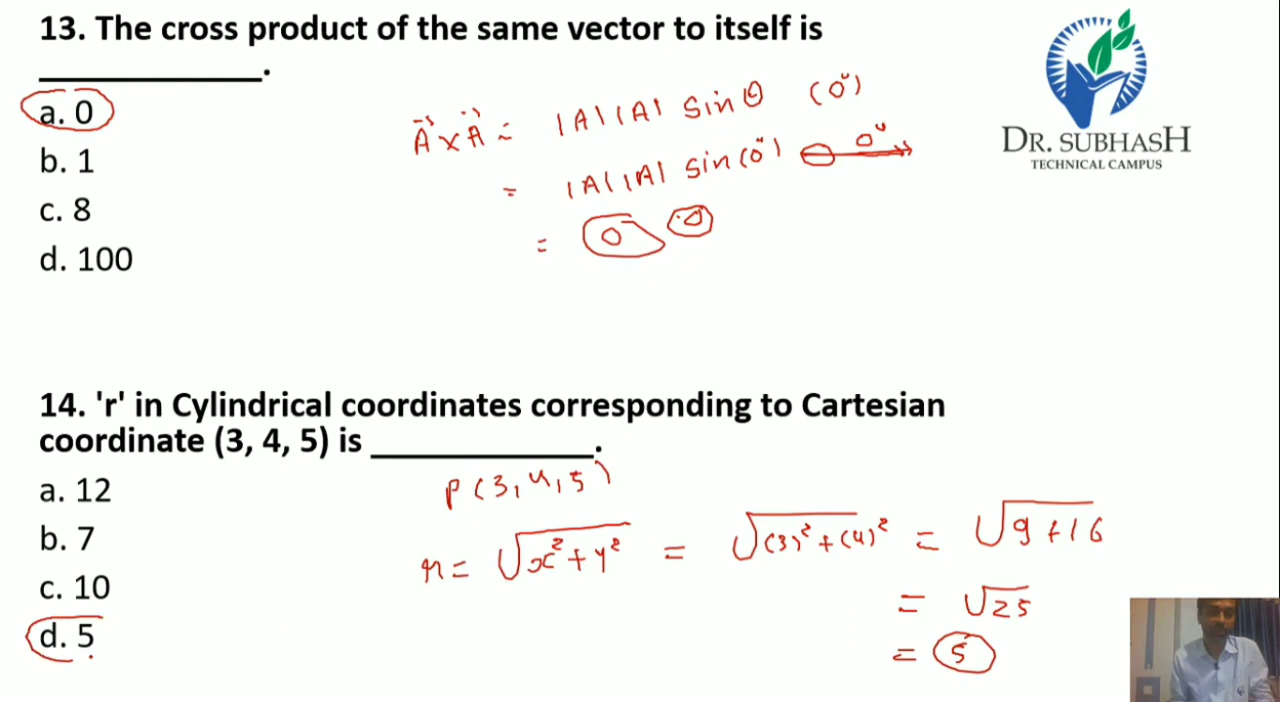 13. The cross product of the same vector to itself is
____________.
a. 0
b. 1
c. 8
d. 100
A⃗ × A⃗ = |A||A| sin θ (0°)
= |A||A| sin(0°) 0°
= 0 0
DR. SUBHASH
TECHNICAL CAMPUS
14. 'r' in Cylindrical coordinates corresponding to Cartesian
coordinate (3, 4, 5) is ____________.
a. 12
b. 7
c. 10
d. 5
P(3,4,5)
r = √x²+y² = √(3)²+(4)² = √9+16
= √25
= 5